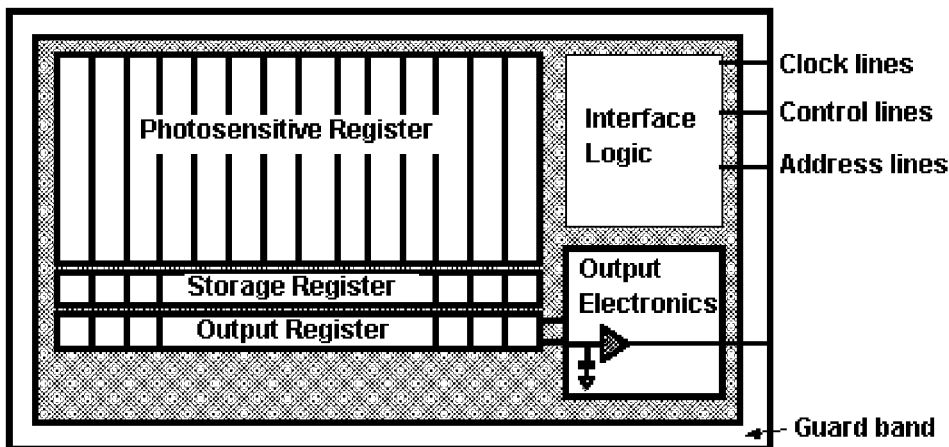 Photosensitive Register
Storage Register
Output Register
Interface
Logic
Output
Electronics
Clock lines
Control lines
Address lines
Guard band